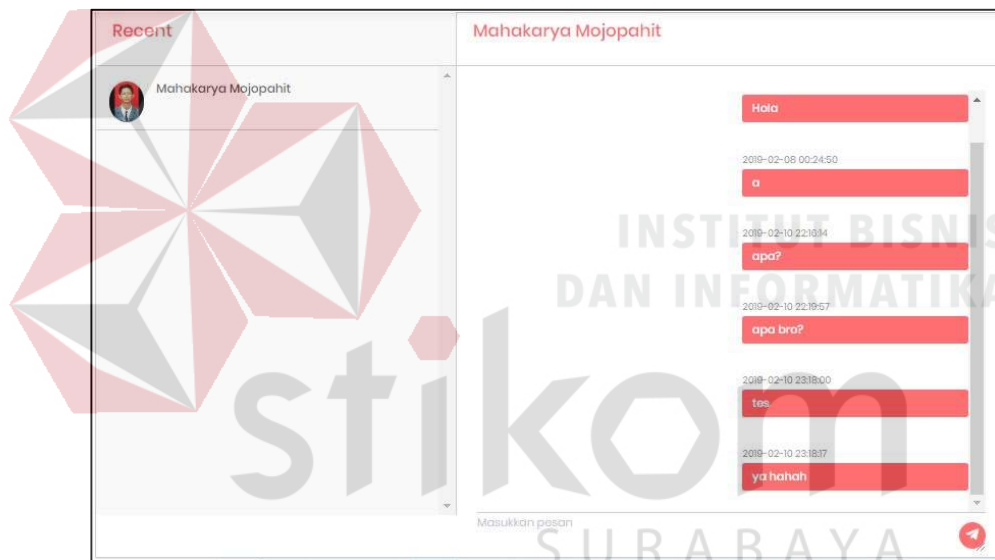 Recent
Mahakarya Mojopahit
Mahakarya Mojopahit
Hola
2019-02-08 00:24:50
a
2019-02-10 22:16:14
apa?
2019-02-10 22:19:57
apa bro?
2019-02-10 23:18:00
tes
2019-02-10 23:18:17
ya hahah
Masukkan pesan
INSTITUT BISNIS
DAN INFORMATIKA
stikom
SURABAYA